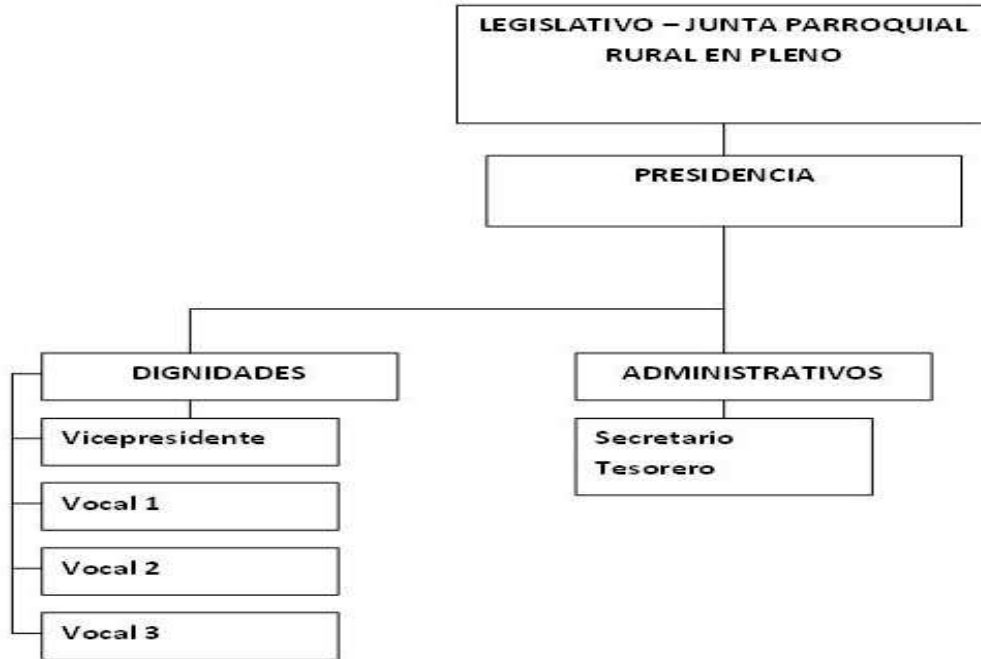 LEGISLATIVO – JUNTA PARROQUIAL
RURAL EN PLENO
PRESIDENCIA
DIGNIDADES
ADMINISTRATIVOS
Vicepresidente
Secretario
Tesorero
Vocal 1
Vocal 2
Vocal 3